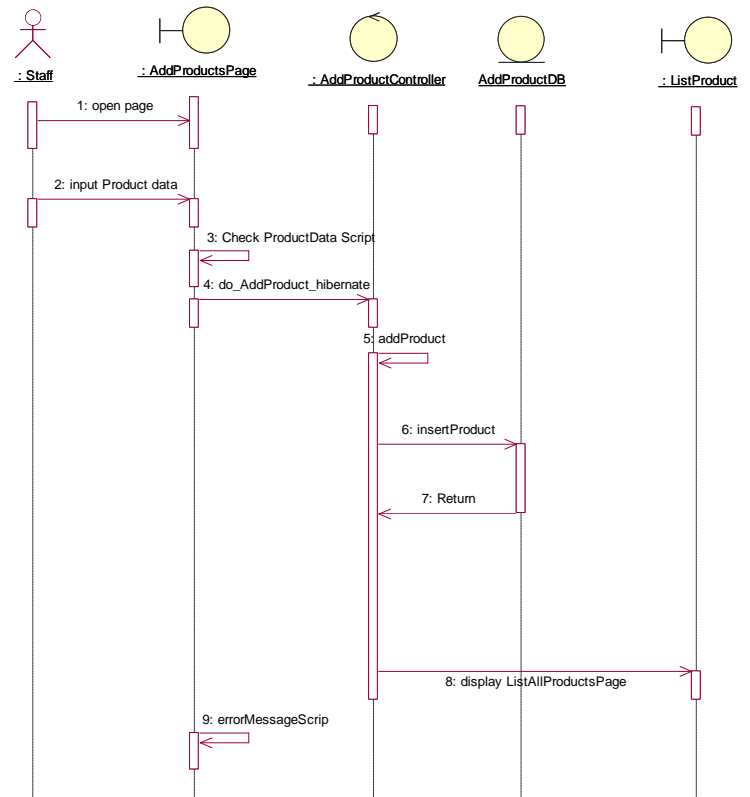 : Staff
: AddProductsPage
: AddProductController
AddProductDB
: ListProduct
1: open page
2: input Product data
3: Check ProductData Script
4: do_AddProduct_hibernate
5: addProduct
6: insertProduct
7: Return
8: display ListAllProductsPage
9: errorMessageScrip